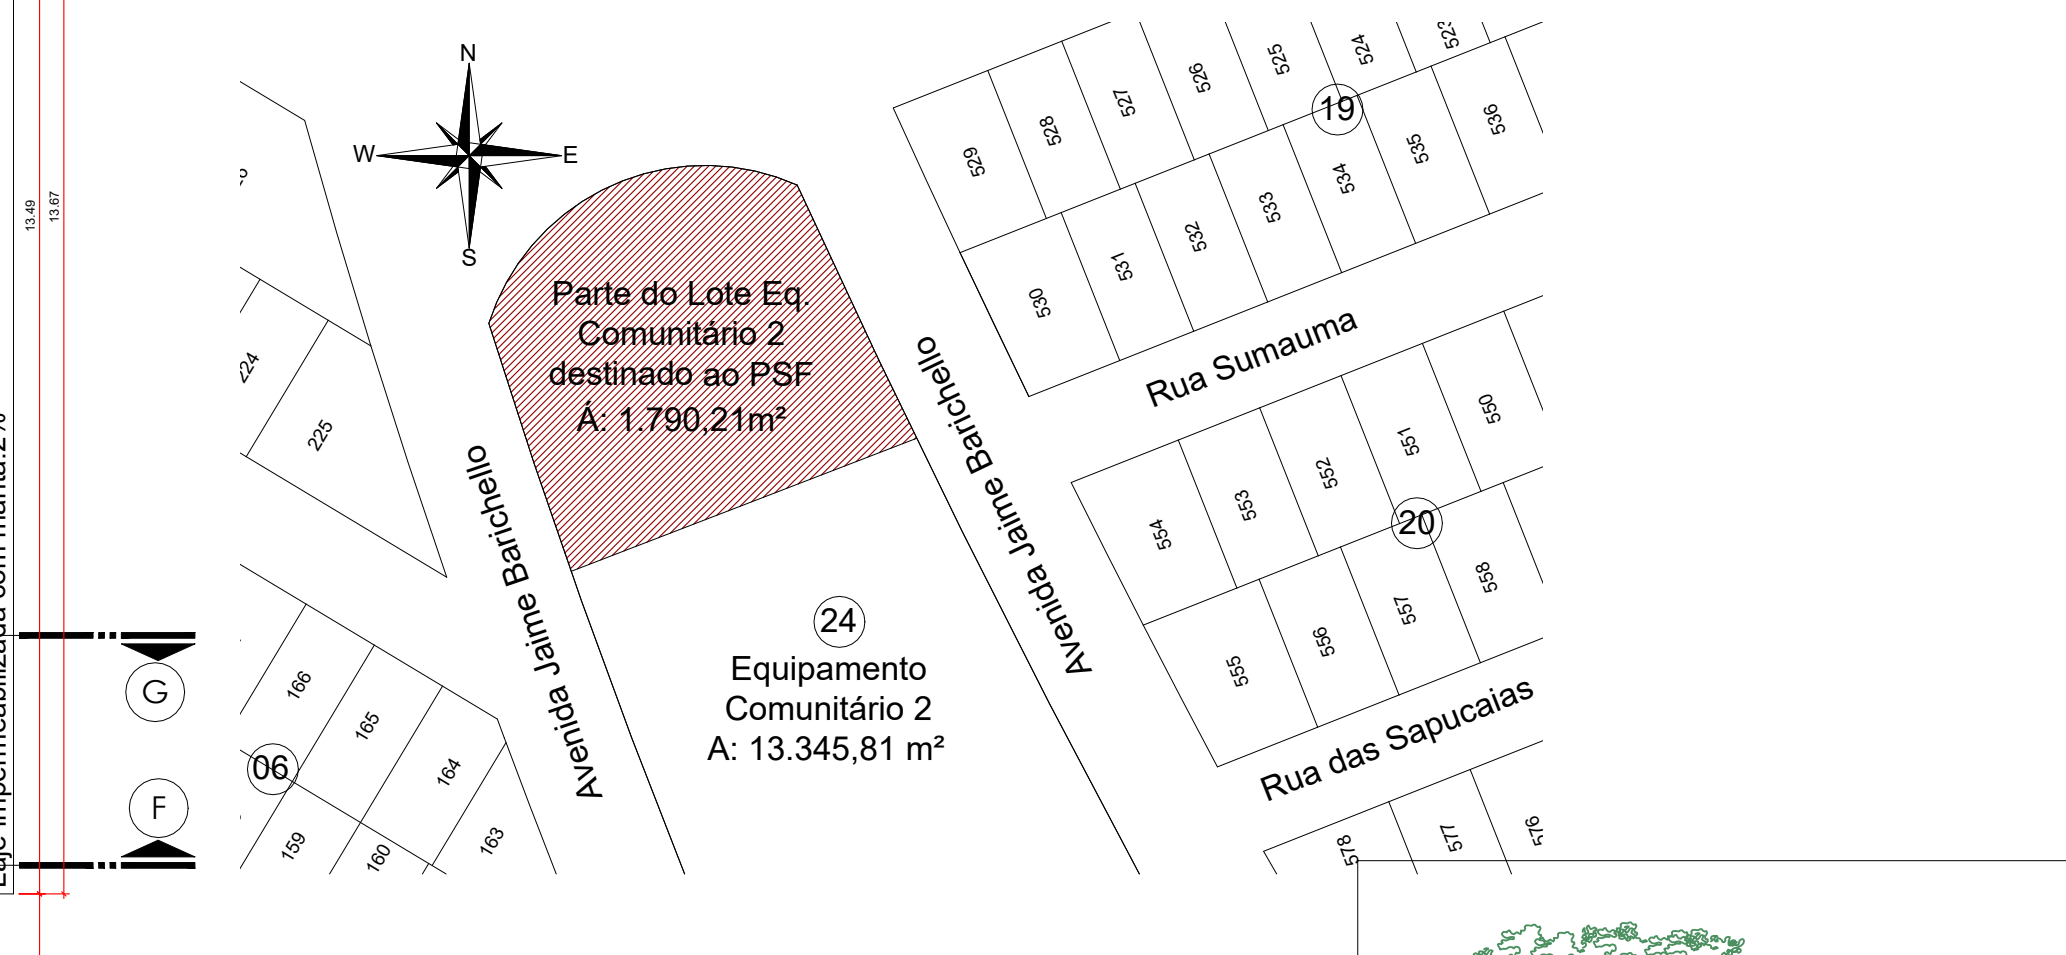 N
W
E
S
13.49
13.67
Parte do Lote Eq.
Comunitário 2
destinado ao PSF
Á: 1.790,21m²
Avenida Jaime Barichello
Avenida Jaime Barichello
24
Equipamento
Comunitário 2
A: 13.345,81 m²
529
528
527
526
525
524
19
530
531
532
533
534
535
536
Rua Sumauma
554
553
552
551
550
20
555
556
557
558
Rua das Sapucaias
578
577
576
224
225
166
165
164
06
159
160
163
G
F